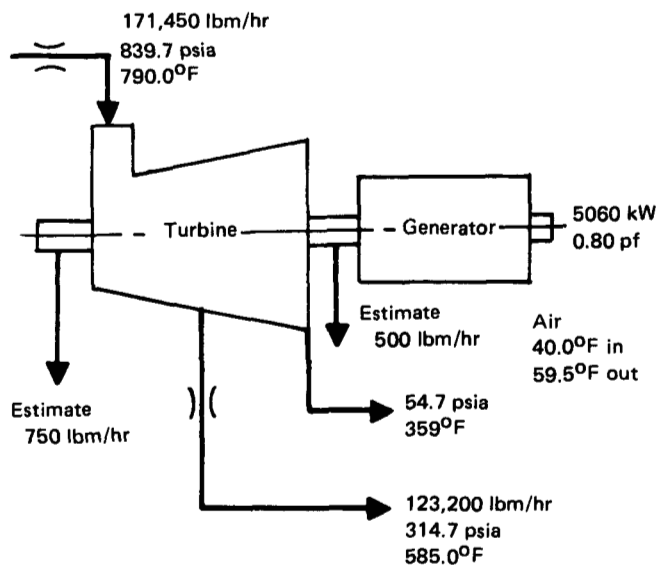 171,450 lbm/hr
839.7 psia
790.0°F
Turbine
Generator
5060 kW
0.80 pf
Estimate
500 lbm/hr
Air
40.0°F in
59.5°F out
Estimate
750 lbm/hr
54.7 psia
359°F
123,200 lbm/hr
314.7 psia
585.0°F